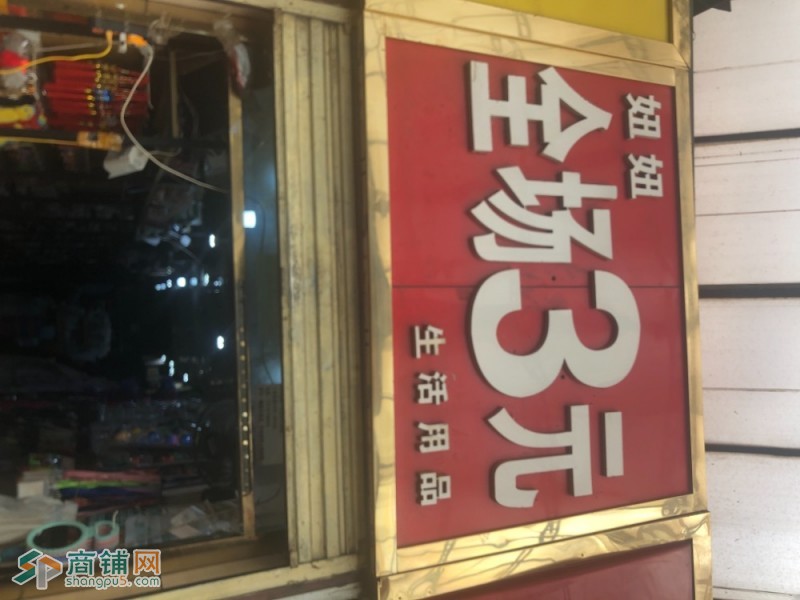 妞妞
全场3元
生活用品
商铺网
shangpu5.com